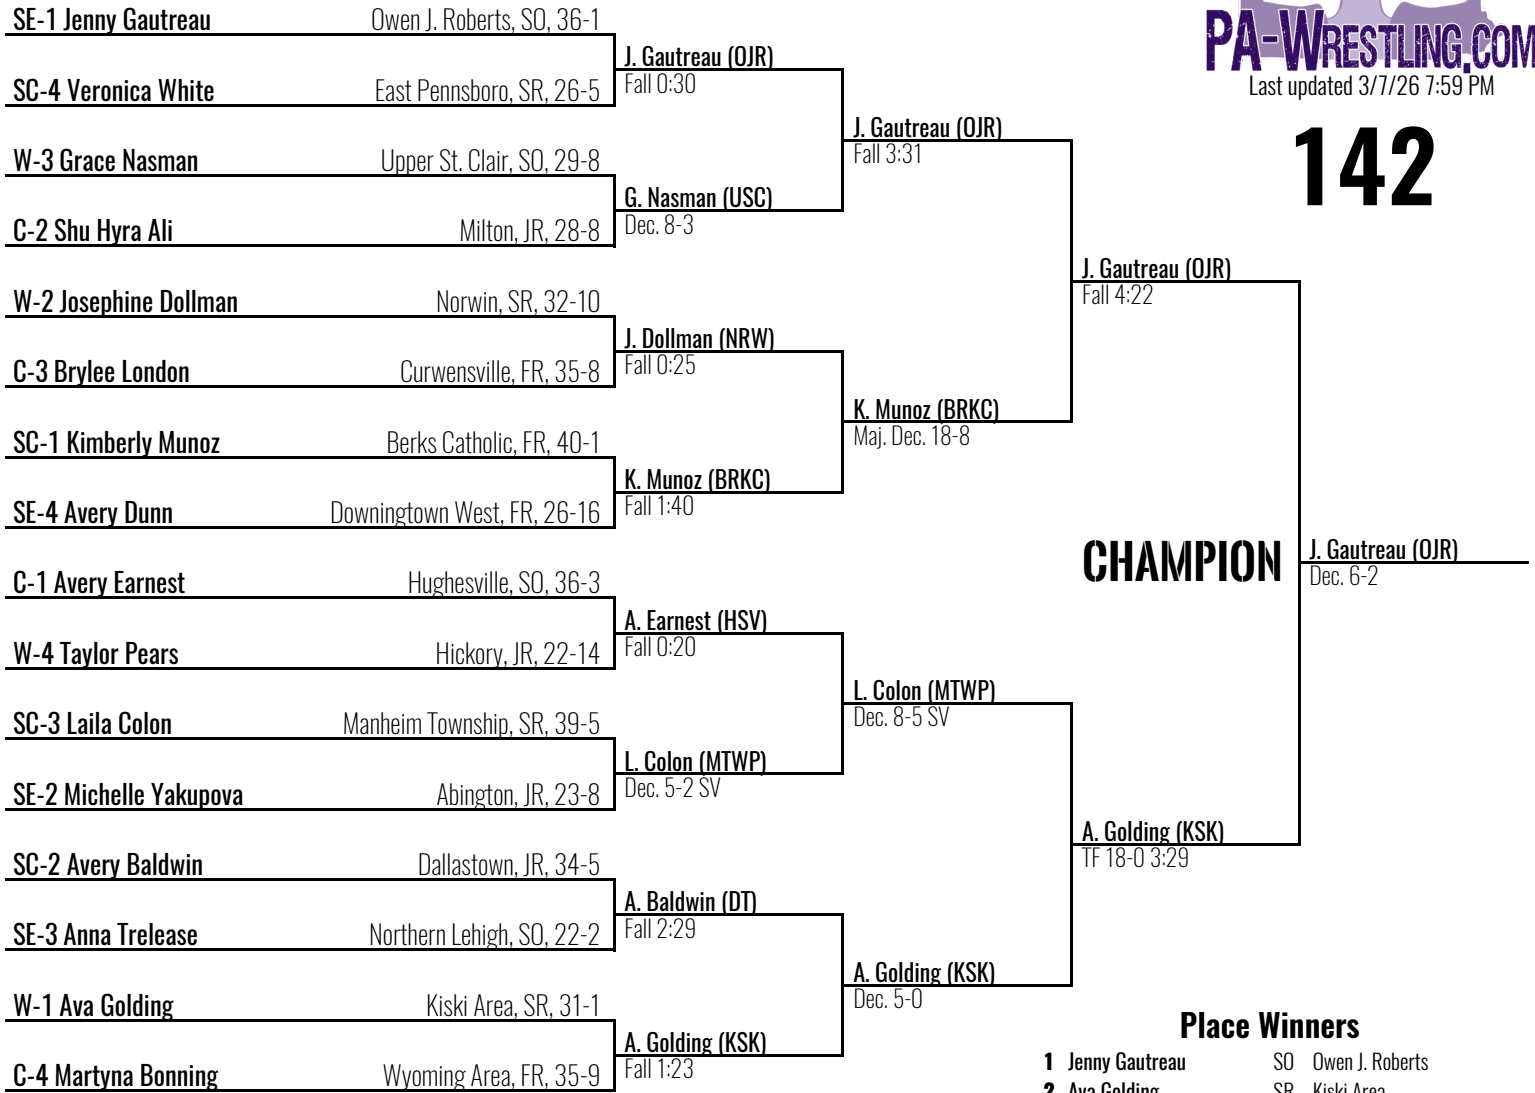 SE-1 Jenny Gautreau Owen J. Roberts, SO, 36-1
SC-4 Veronica White East Pennsboro, SR, 26-5
W-3 Grace Nasman Upper St. Clair, SO, 29-8
C-2 Shu Hyra Ali Milton, JR, 28-8
W-2 Josephine Dollman Norwin, SR, 32-10
C-3 Brylee London Curwensville, FR, 35-8
SC-1 Kimberly Munoz Berks Catholic, FR, 40-1
SE-4 Avery Dunn Downingtown West, FR, 26-16
C-1 Avery Earnest Hughesville, SO, 36-3
W-4 Taylor Pears Hickory, JR, 22-14
SC-3 Laila Colon Manheim Township, SR, 39-5
SE-2 Michelle Yakupova Abington, JR, 23-8
SC-2 Avery Baldwin Dallastown, JR, 34-5
SE-3 Anna Trelease Northern Lehigh, SO, 22-2
W-1 Ava Golding Kiski Area, SR, 31-1
C-4 Martyna Bonning Wyoming Area, FR, 35-9
J. Gautreau (OJR)
Fall 0:30
G. Nasman (USC)
Dec. 8-3
J. Dollman (NRW)
Fall 0:25
K. Munoz (BRKC)
Fall 1:40
A. Earnest (HSV)
Fall 0:20
L. Colon (MTWP)
Dec. 5-2 SV
A. Baldwin (DT)
Fall 2:29
A. Golding (KSK)
Fall 1:23
J. Gautreau (OJR)
Fall 3:31
K. Munoz (BRKC)
Maj. Dec. 18-8
L. Colon (MTWP)
Dec. 8-5 SV
A. Golding (KSK)
Dec. 5-0
J. Gautreau (OJR)
Fall 4:22
A. Golding (KSK)
TF 18-0 3:29
CHAMPION
J. Gautreau (OJR)
Dec. 6-2
PA-WRESTLING.COM
Last updated 3/7/26 7:59 PM
142
Place Winners
1 Jenny Gautreau SO Owen J. Roberts
2 Ava Golding SR Kiski Area